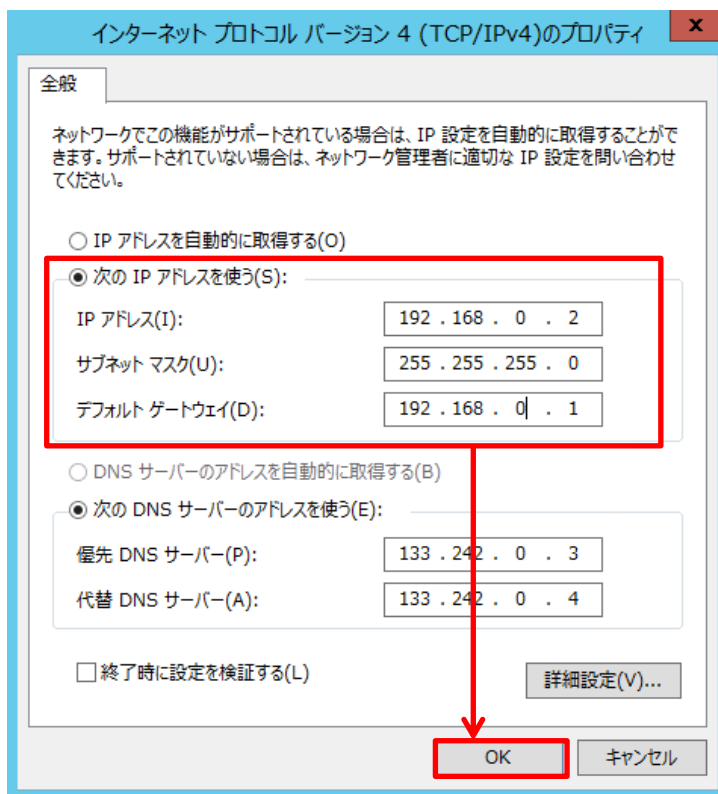 インターネット プロトコル バージョン 4 (TCP/IPv4)のプロパティ
x
全般
ネットワークでこの機能がサポートされている場合は、IP 設定を自動的に取得することがで
きます。サポートされていない場合は、ネットワーク管理者に適切な IP 設定を問い合わせ
てください。
IP アドレスを自動的に取得する(O)
次の IP アドレスを使う(S):
IP アドレス(I): 192 . 168 . 0 . 2
サブネット マスク(U): 255 . 255 . 255 . 0
デフォルト ゲートウェイ(D): 192 . 168 . 0 . 1
DNS サーバーのアドレスを自動的に取得する(B)
次の DNS サーバーのアドレスを使う(E):
優先 DNS サーバー(P): 133 . 242 . 0 . 3
代替 DNS サーバー(A): 133 . 242 . 0 . 4
終了時に設定を検証する(L)
詳細設定(V)...
OK キャンセル